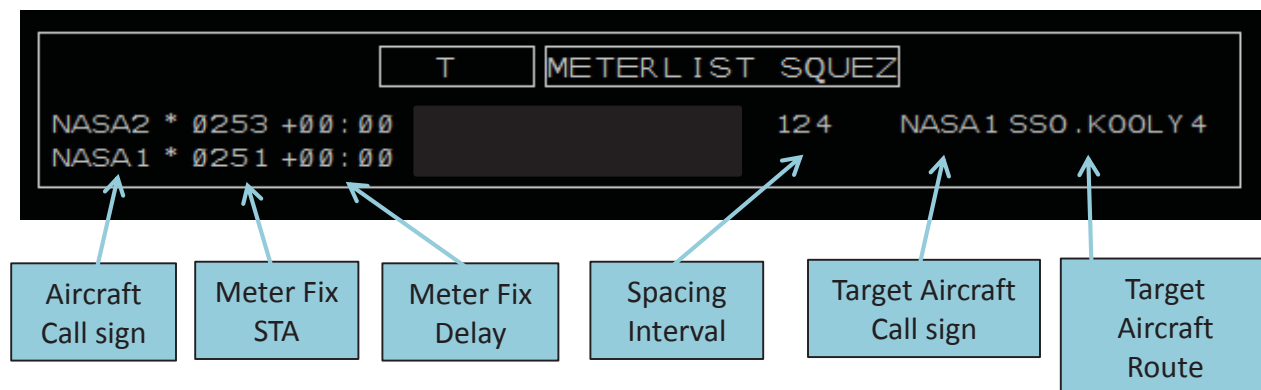 T METERLIST SQUEZ
NASA2 * 0253 +00:00 124 NASA1 SSO.KOOLY4
NASA1 * 0251 +00:00
Aircraft
Call sign
Meter Fix
STA
Meter Fix
Delay
Spacing
Interval
Target Aircraft
Call sign
Target
Aircraft
Route